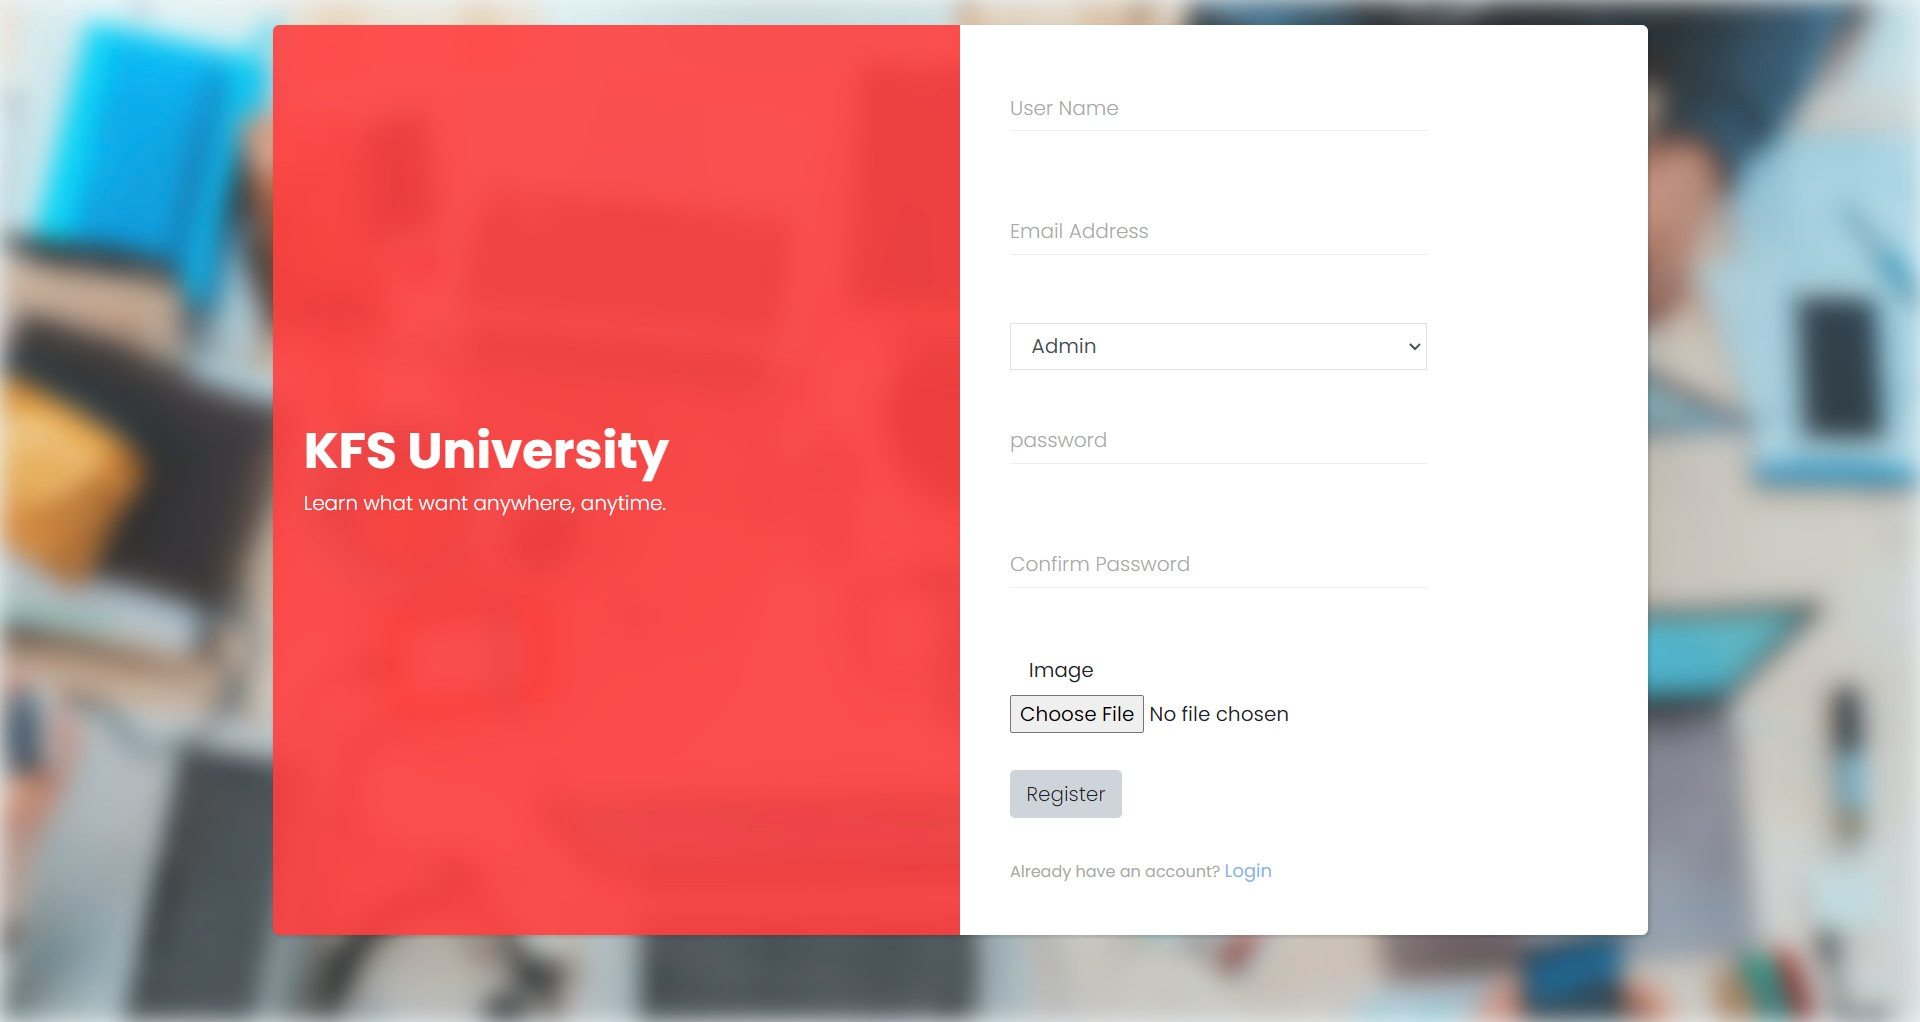 KFS University
Learn what want anywhere, anytime.
User Name
Email Address
Admin
password
Confirm Password
Image
Choose File No file chosen
Register
Already have an account? Login